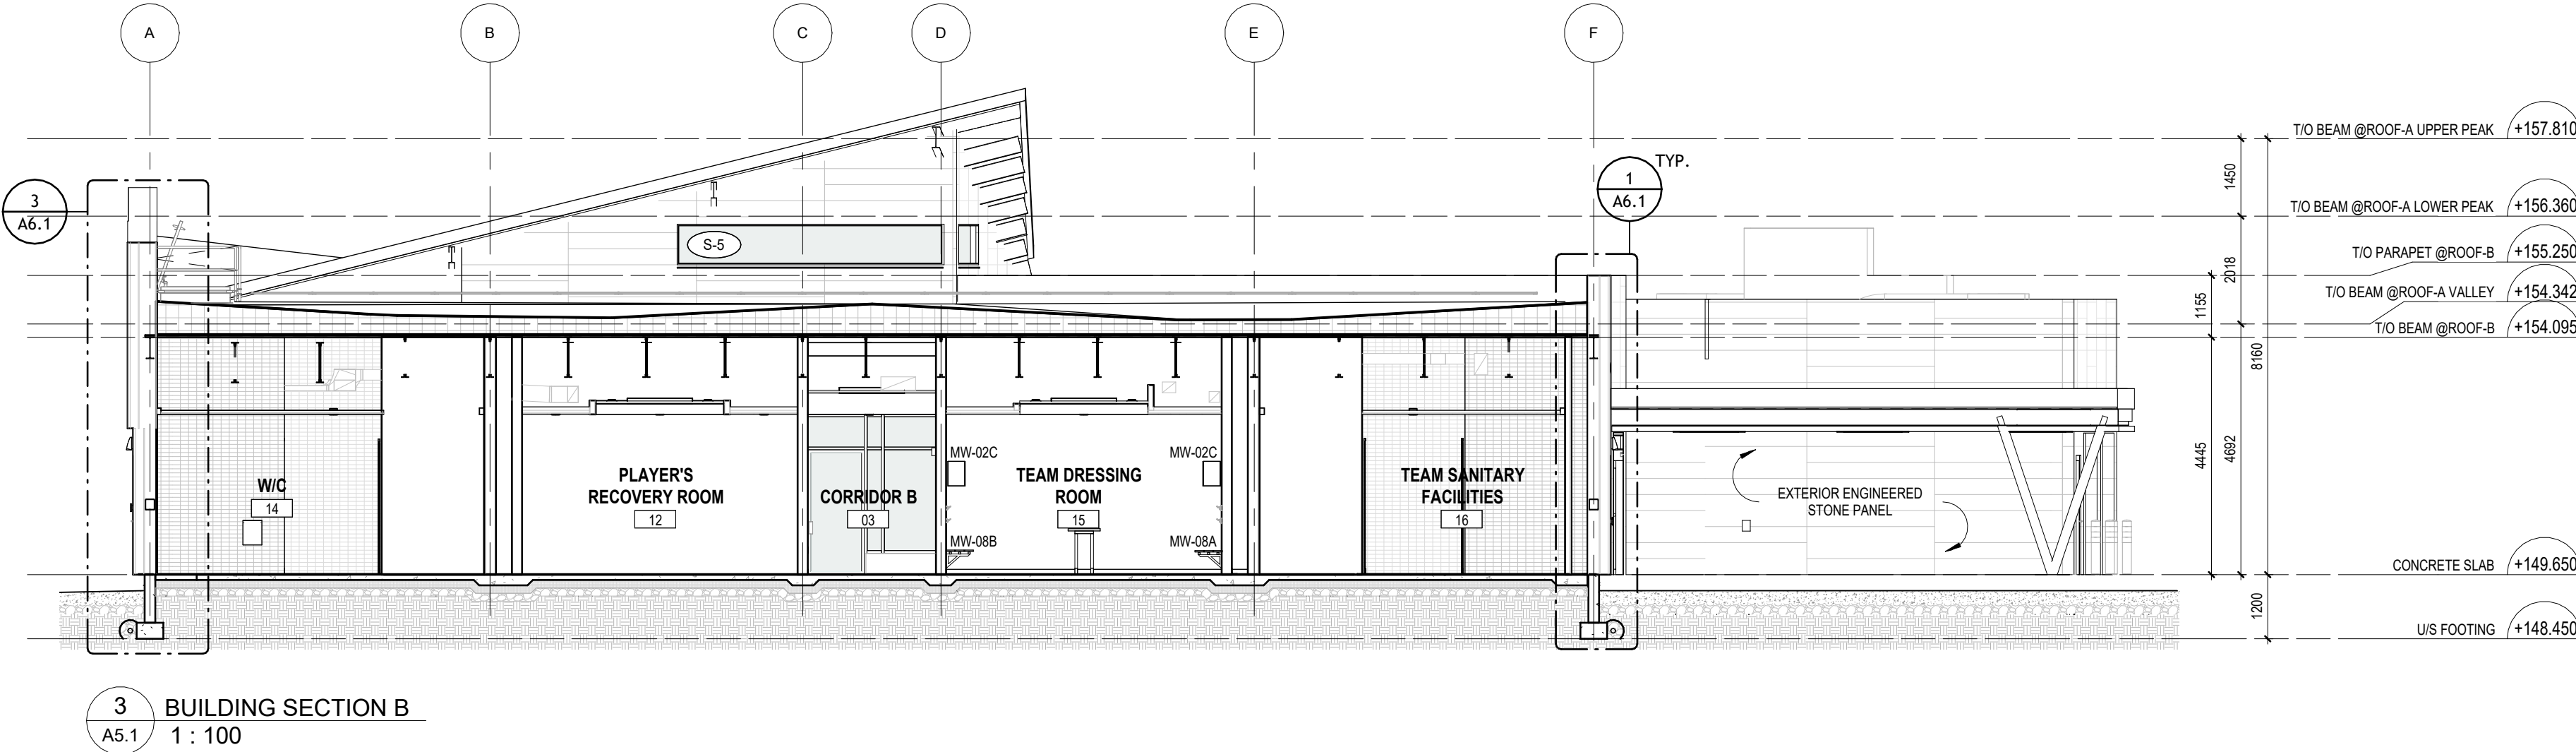 A
B
C
D
E
F
T/O BEAM @ROOF-A UPPER PEAK +157.810
1450
3
A6.1
1
A6.1
TYP.
T/O BEAM @ROOF-A LOWER PEAK +156.360
S-5
2018
T/O PARAPET @ROOF-B +155.250
T/O BEAM @ROOF-A VALLEY +154.342
1155
T/O BEAM @ROOF-B +154.095
8160
4445
4692
W/C
14
PLAYER'S
RECOVERY ROOM
12
CORRIDOR B
03
MW-02C
MW-08B
TEAM DRESSING
ROOM
15
MW-02C
MW-08A
TEAM SANITARY
FACILITIES
16
EXTERIOR ENGINEERED
STONE PANEL
CONCRETE SLAB +149.650
1200
U/S FOOTING +148.450
3
A5.1
BUILDING SECTION B
1 : 100